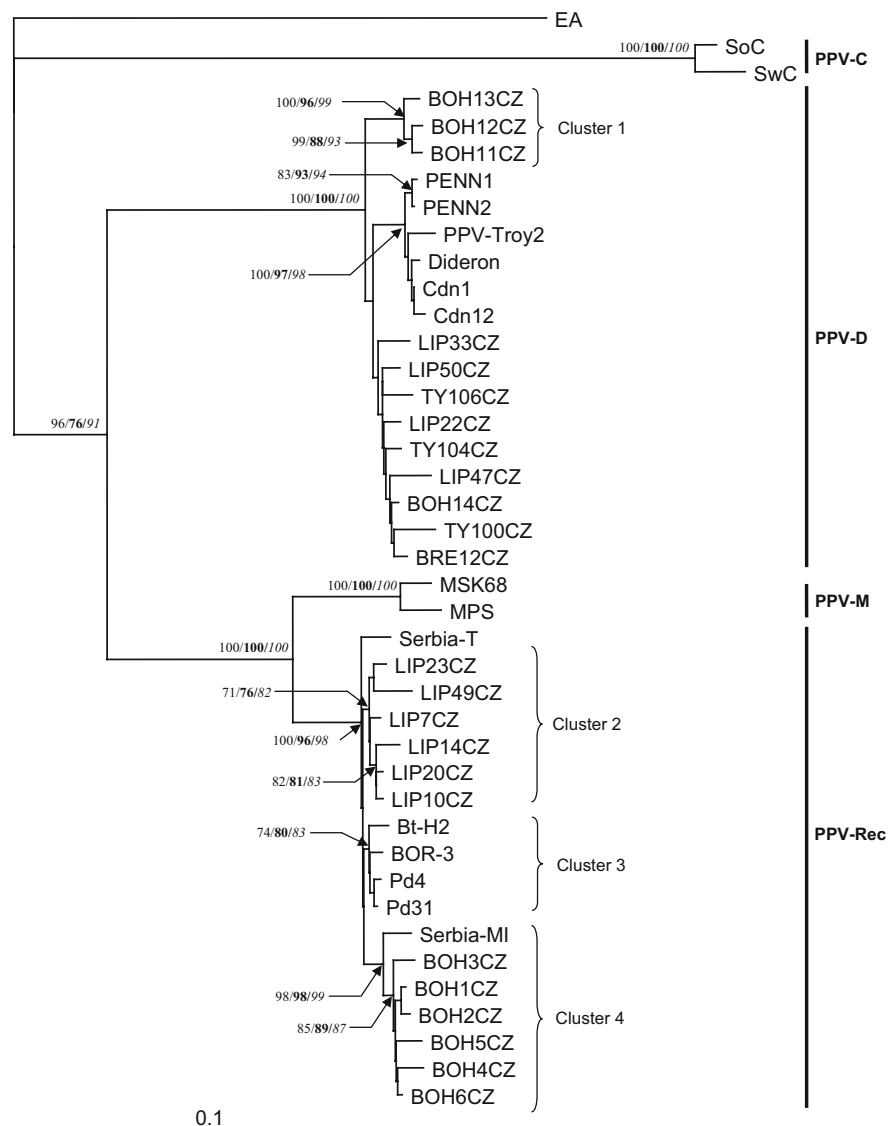 EA
100/100/100
SoC
SwC
PPV-C
100/96/99
BOH13CZ
BOH12CZ
Cluster 1
99/88/93
BOH11CZ
83/93/94
PENN1
100/100/100
PENN2
PPV-Troy2
Dideron
100/97/98
Cdn1
Cdn12
LIP33CZ
PPV-D
LIP50CZ
TY106CZ
96/76/91
LIP22CZ
TY104CZ
LIP47CZ
BOH14CZ
TY100CZ
BRE12CZ
100/100/100
MSK68
MPS
PPV-M
100/100/100
Serbia-T
LIP23CZ
71/76/82
LIP49CZ
LIP7CZ
Cluster 2
100/96/98
LIP14CZ
82/81/83
LIP20CZ
LIP10CZ
74/80/83
Bt-H2
PPV-Rec
BOR-3
Cluster 3
Pd4
Pd31
Serbia-MI
BOH3CZ
98/98/99
BOH1CZ
BOH2CZ
Cluster 4
85/89/87
BOH5CZ
BOH4CZ
BOH6CZ
0.1